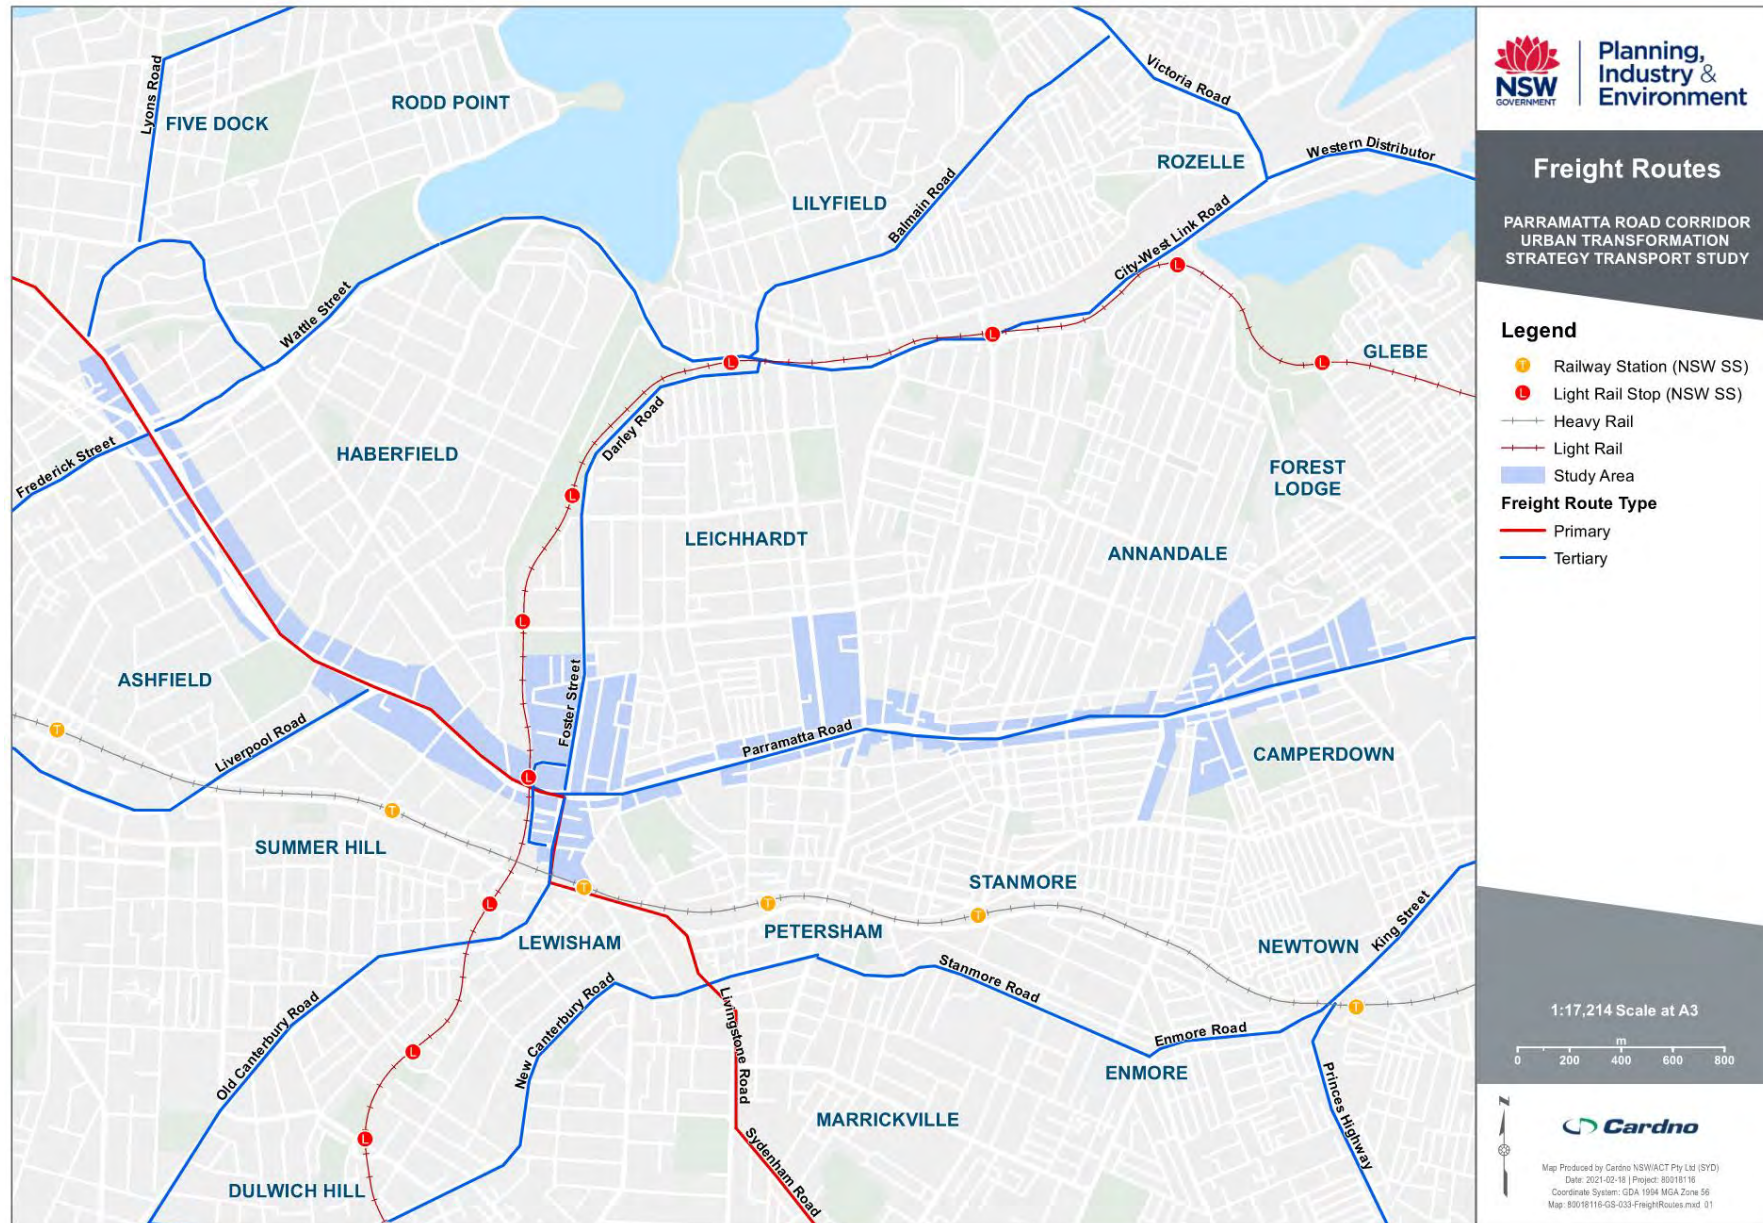 Lyons Road
FIVE DOCK
RODD POINT
Victoria Road
Western Distributor
ROZELLE
LILYFIELD
Balmain Road
City-West Link Road
Wattle Street
GLEBE
L
L
L
L
Darley Road
HABERFIELD
Frederick Street
FOREST
LODGE
L
LEICHHARDT
ANNANDALE
L
ASHFIELD
Foster Street
T
Liverpool Road
Parramatta Road
CAMPERDOWN
L
T
SUMMER HILL
STANMORE
T
T
T
L
PETERSHAM
LEWISHAM
NEWTOWN
King Street
Stanmore Road
New Canterbury Road
Livingstone Road
Old Canterbury Road
T
Enmore Road
L
ENMORE
Princes Highway
MARRICKVILLE
L
Sydenham Road
DULWICH HILL
NSW
GOVERNMENT
Planning,
Industry &
Environment
Freight Routes
PARRAMATTA ROAD CORRIDOR
URBAN TRANSFORMATION
STRATEGY TRANSPORT STUDY
Legend
T Railway Station (NSW SS)
L Light Rail Stop (NSW SS)
Heavy Rail
Light Rail
Study Area
Freight Route Type
Primary
Tertiary
1:17,214 Scale at A3
m
0 200 400 600 800
N
Cardno
Map Produced by Cardno NSW/ACT Pty Ltd (SYD)
Date: 2021-02-18 | Project: 80018116
Coordinate System: GDA 1994 MGA Zone 56
Map: 80018116-GS-033-FreightRoutes.mxd 01